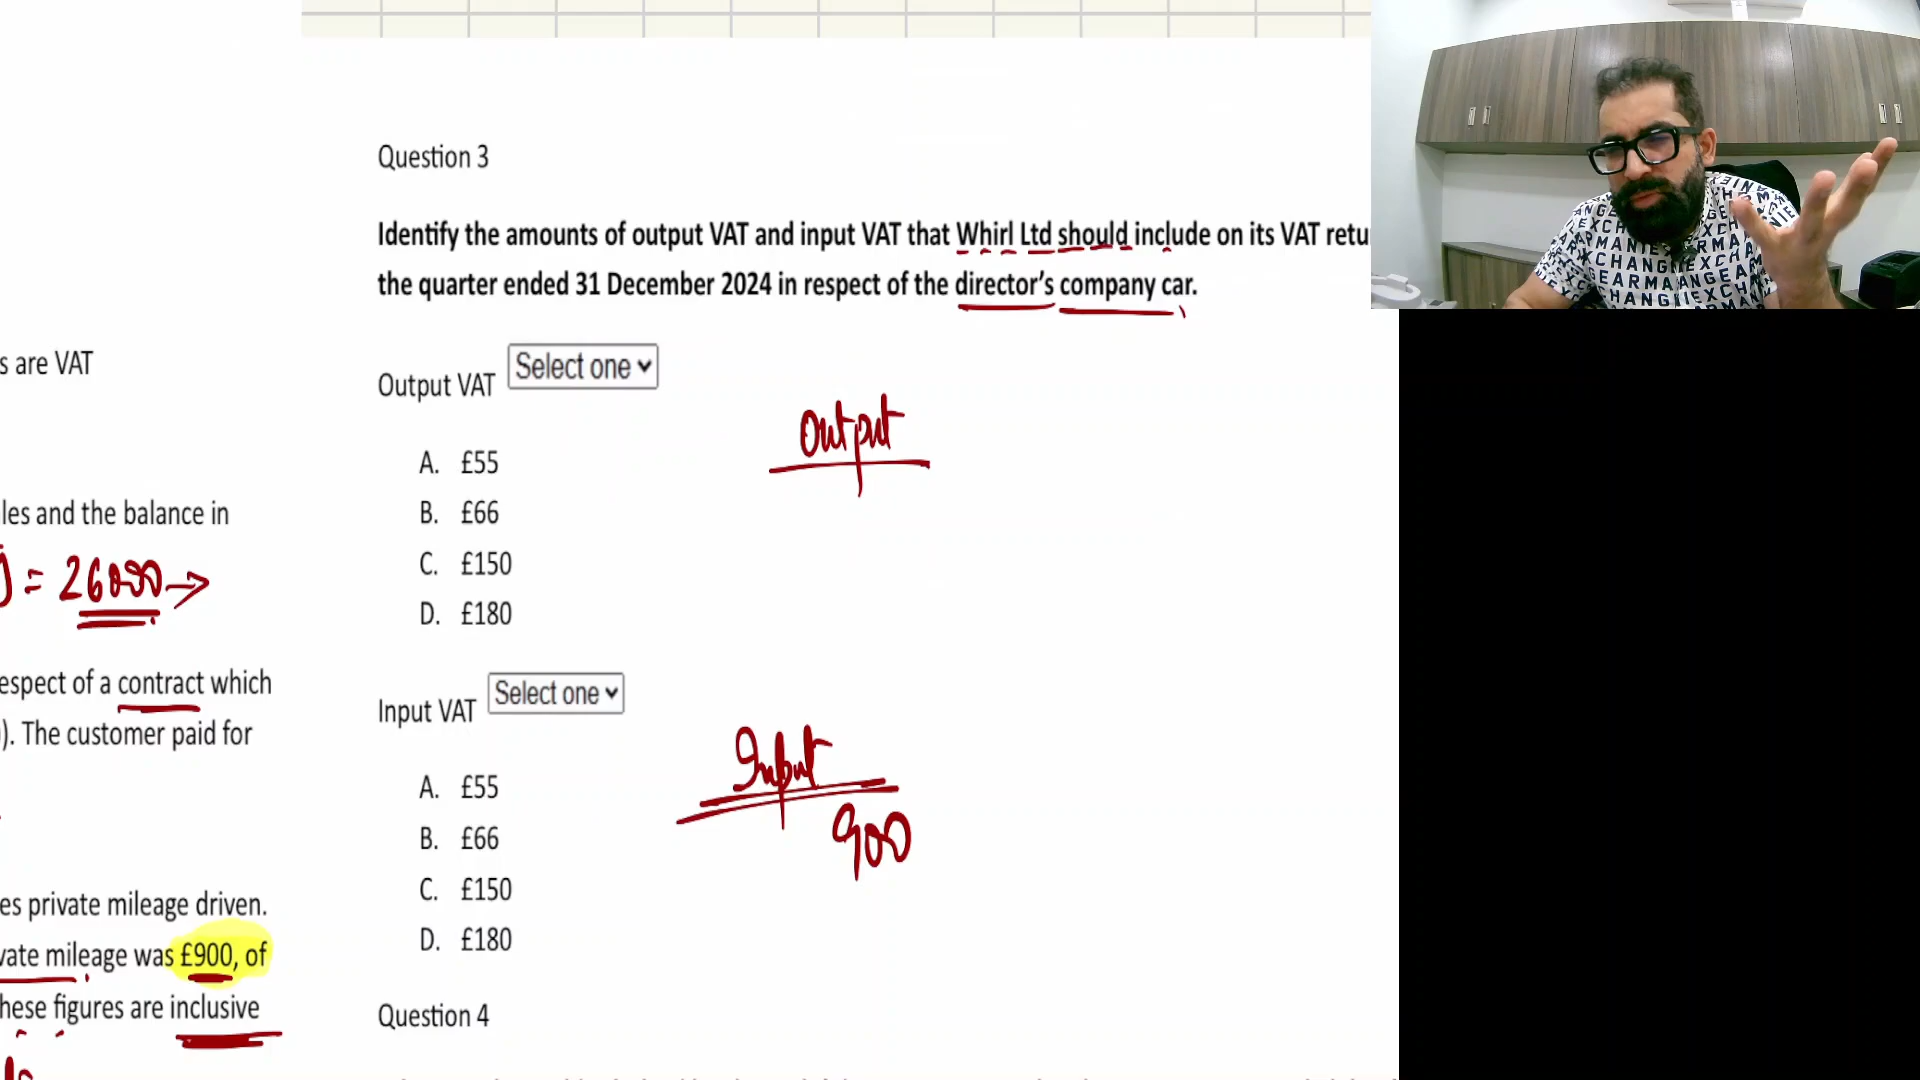 s are VAT
les and the balance in
= 26000 →
espect of a contract which
). The customer paid for
es private mileage driven.
vate mileage was £900, of
hese figures are inclusive
Question 3
Identify the amounts of output VAT and input VAT that Whirl Ltd should include on its VAT retu
the quarter ended 31 December 2024 in respect of the director's company car.
Output VAT Select one
Output
A. £55
B. £66
C. £150
D. £180
Input VAT Select one
Input
900
A. £55
B. £66
C. £150
D. £180
Question 4